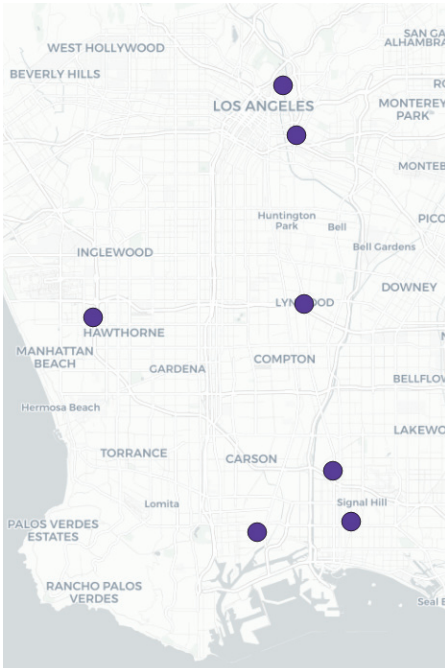 SAN GA
ALHAMBRA
WEST HOLLYWOOD
BEVERLY HILLS
RO
LOS ANGELES
MONTEREY
PARK
MONTEB
Huntington
Park
Bell
PICO
Bell Gardens
INGLEWOOD
DOWNEY
LYNWOOD
HAWTHORNE
MANHATTAN
BEACH
COMPTON
GARDENA
BELLFLOW
Hermosa Beach
LAKEWO
TORRANCE
CARSON
Lomita
Signal Hill
PALOS VERDES
ESTATES
RANCHO PALOS
VERDES
Seal B